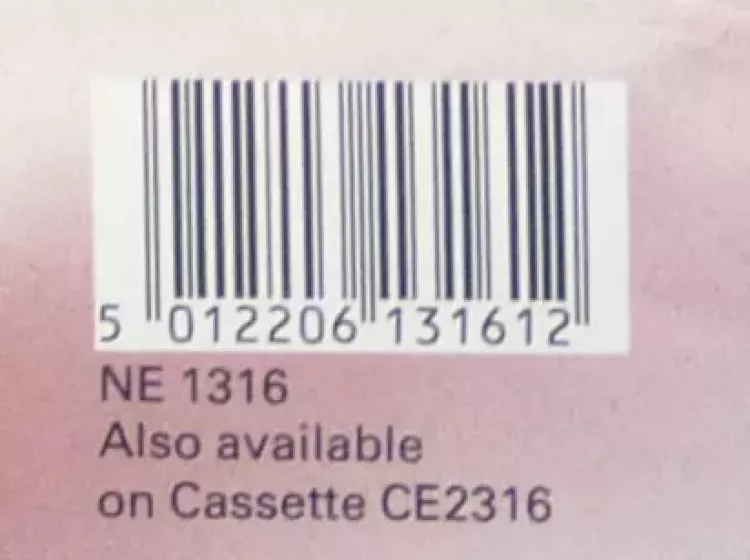 5 012206 131612
NE 1316
Also available
on Cassette CE2316